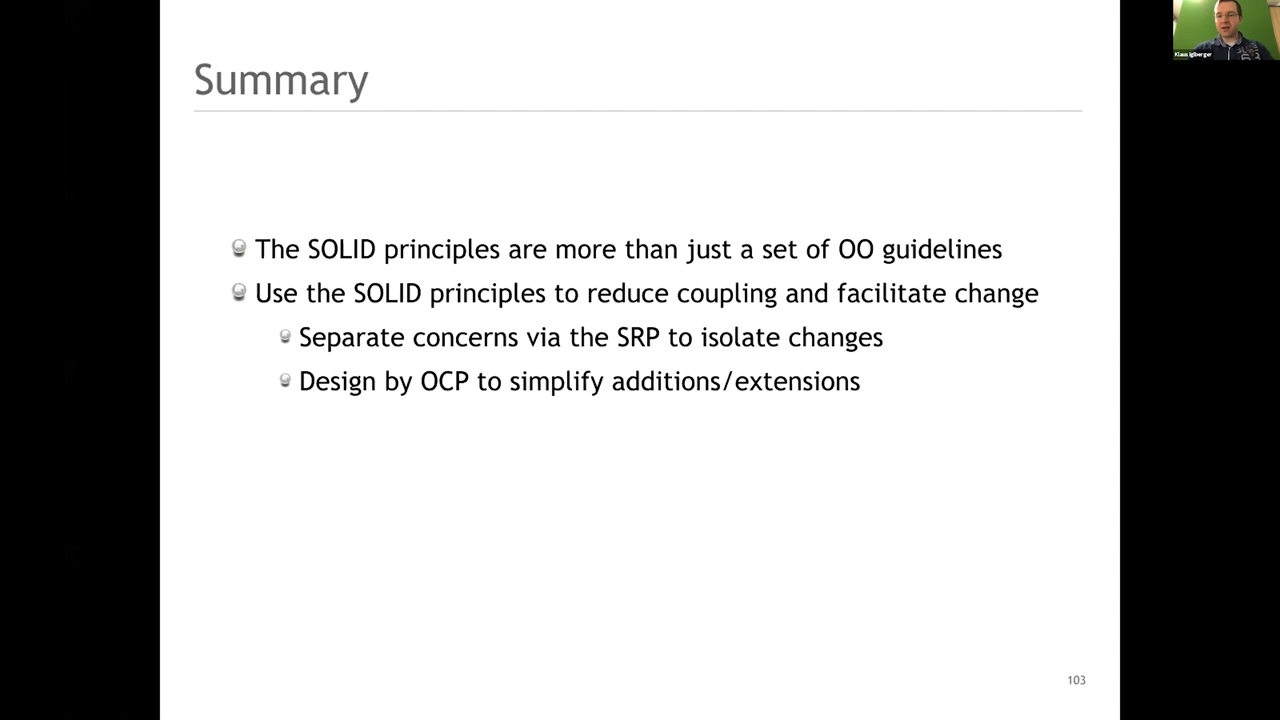 Klaus Iglberger
Summary
The SOLID principles are more than just a set of OO guidelines
Use the SOLID principles to reduce coupling and facilitate change
Separate concerns via the SRP to isolate changes
Design by OCP to simplify additions/extensions
103